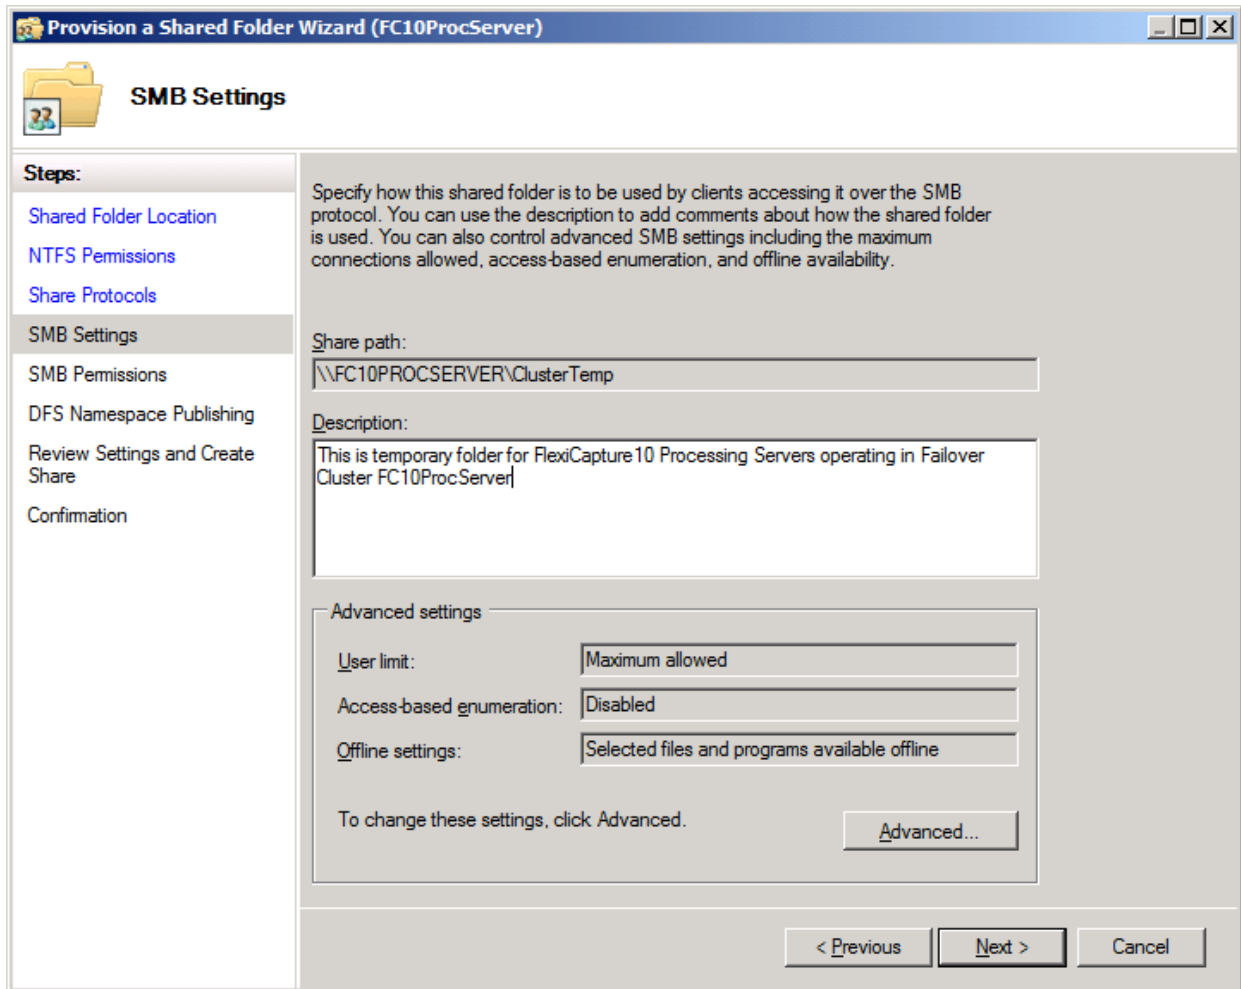 Provision a Shared Folder Wizard (FC10ProcServer)
SMB Settings
Steps:
Shared Folder Location
NTFS Permissions
Share Protocols
SMB Settings
SMB Permissions
DFS Namespace Publishing
Review Settings and Create
Share
Confirmation
Specify how this shared folder is to be used by clients accessing it over the SMB
protocol. You can use the description to add comments about how the shared folder
is used. You can also control advanced SMB settings including the maximum
connections allowed, access-based enumeration, and offline availability.
Share path:
\\FC10PROCSERVER\ClusterTemp
Description:
This is temporary folder for FlexiCapture10 Processing Servers operating in Failover
Cluster FC10ProcServer
Advanced settings
User limit: Maximum allowed
Access-based enumeration: Disabled
Offline settings: Selected files and programs available offline
To change these settings, click Advanced.
Advanced...
< Previous Next > Cancel